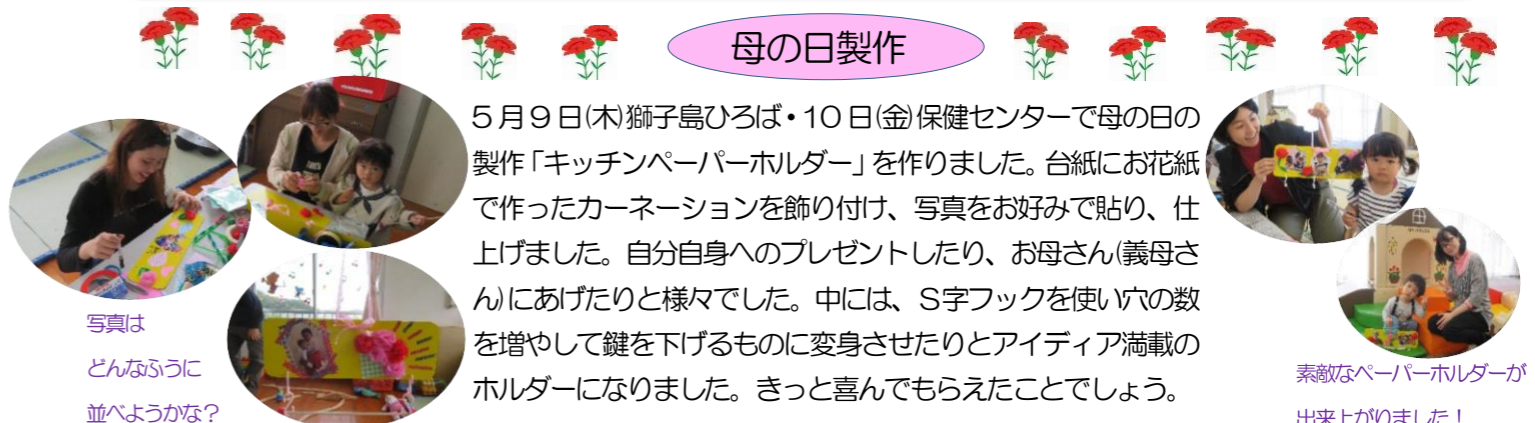 母の日製作
5月9日(木)獅子島ひろば・10日(金)保健センターで母の日の
製作「キッチンペーパーホルダー」を作りました。台紙にお花紙
で作ったカーネーションを飾り付け、写真をお好みで貼り、仕
上げました。自分自身へのプレゼントしたり、お母さん(義母さ
ん)にあげたりと様々でした。中には、S字フックを使い穴の数
を増やして鍵を下げるものに変身させたりとアイディア満載の
ホルダーになりました。きっと喜んでもらえたことでしょう。
写真は
どんなふうに
並べようかな？
素敵なペーパーホルダーが
出来上がりました！